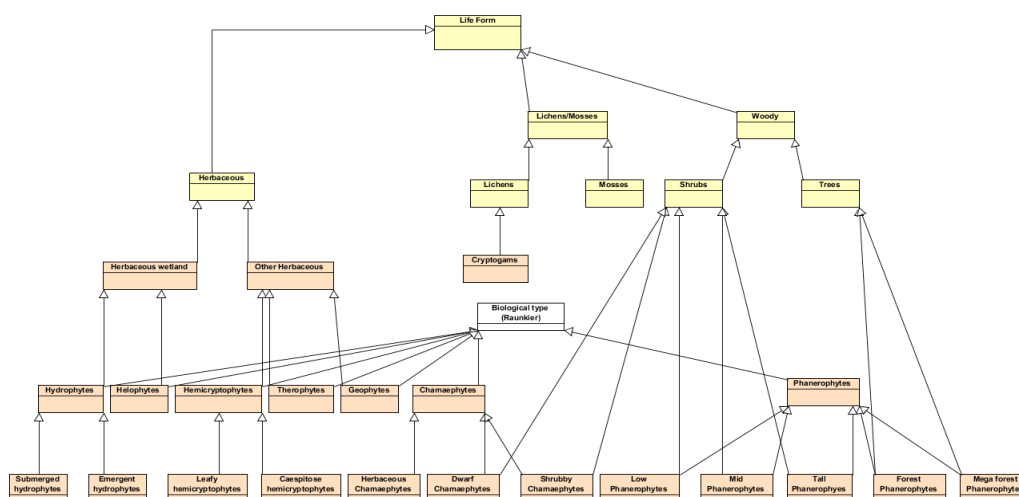 Life Form
Lichens/Mosses
Woody
Herbaceous
Lichens
Mosses
Shrubs
Trees
Herbaceous wetland
Other Herbaceous
Cryptogams
Biological type
(Raunkier)
Hydrophytes
Helophytes
Hemicryptophytes
Therophytes
Geophytes
Chamaephytes
Phanerophytes
Submerged
hydrophytes
Emergent
hydrophytes
Leafy
hemicryptophytes
Caespitose
hemicryptophytes
Herbaceous
Chamaephytes
Dwarf
Chamaephytes
Shrubby
Chamaephytes
Low
Phanerophytes
Mid
Phanerophytes
Tall
Phanerophyes
Forest
Phanerophytes
Mega forest
Phanerophytes